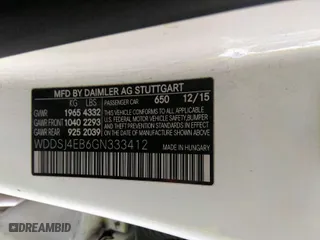 MFD BY DAIMLER AG STUTTGART
KG LBS PASSENGER CAR 650 12/15
GVWR 1965 4332
GAWR FRONT 1040 2293
GAWR REAR 925 2039
THIS VEHICLE CONFORMS TO ALL APPLICABLE
FEDERAL MOTOR VEHICLE SAFETY, BUMPER,
AND THEFT PREVENTION STANDARDS IN EFFECT
ON THE DATE OF MANUFACTURE SHOWN ABOVE.
WDDSJ4EB6GN333412
MADE IN HUNGARY
WREAMBID